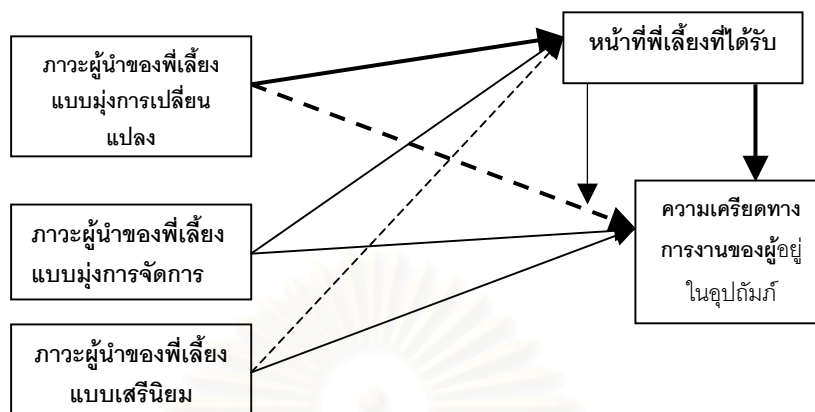 หน้าที่พี่เลี้ยงที่ได้รับ
ภาวะผู้นำของพี่เลี้ยง
แบบมุ่งการเปลี่ยน
แปลง
ความเครียดทาง
การงานของผู้อยู่
ในอุปถัมภ์
ภาวะผู้นำของพี่เลี้ยง
แบบมุ่งการจัดการ
ภาวะผู้นำของพี่เลี้ยง
แบบเสรีนิยม